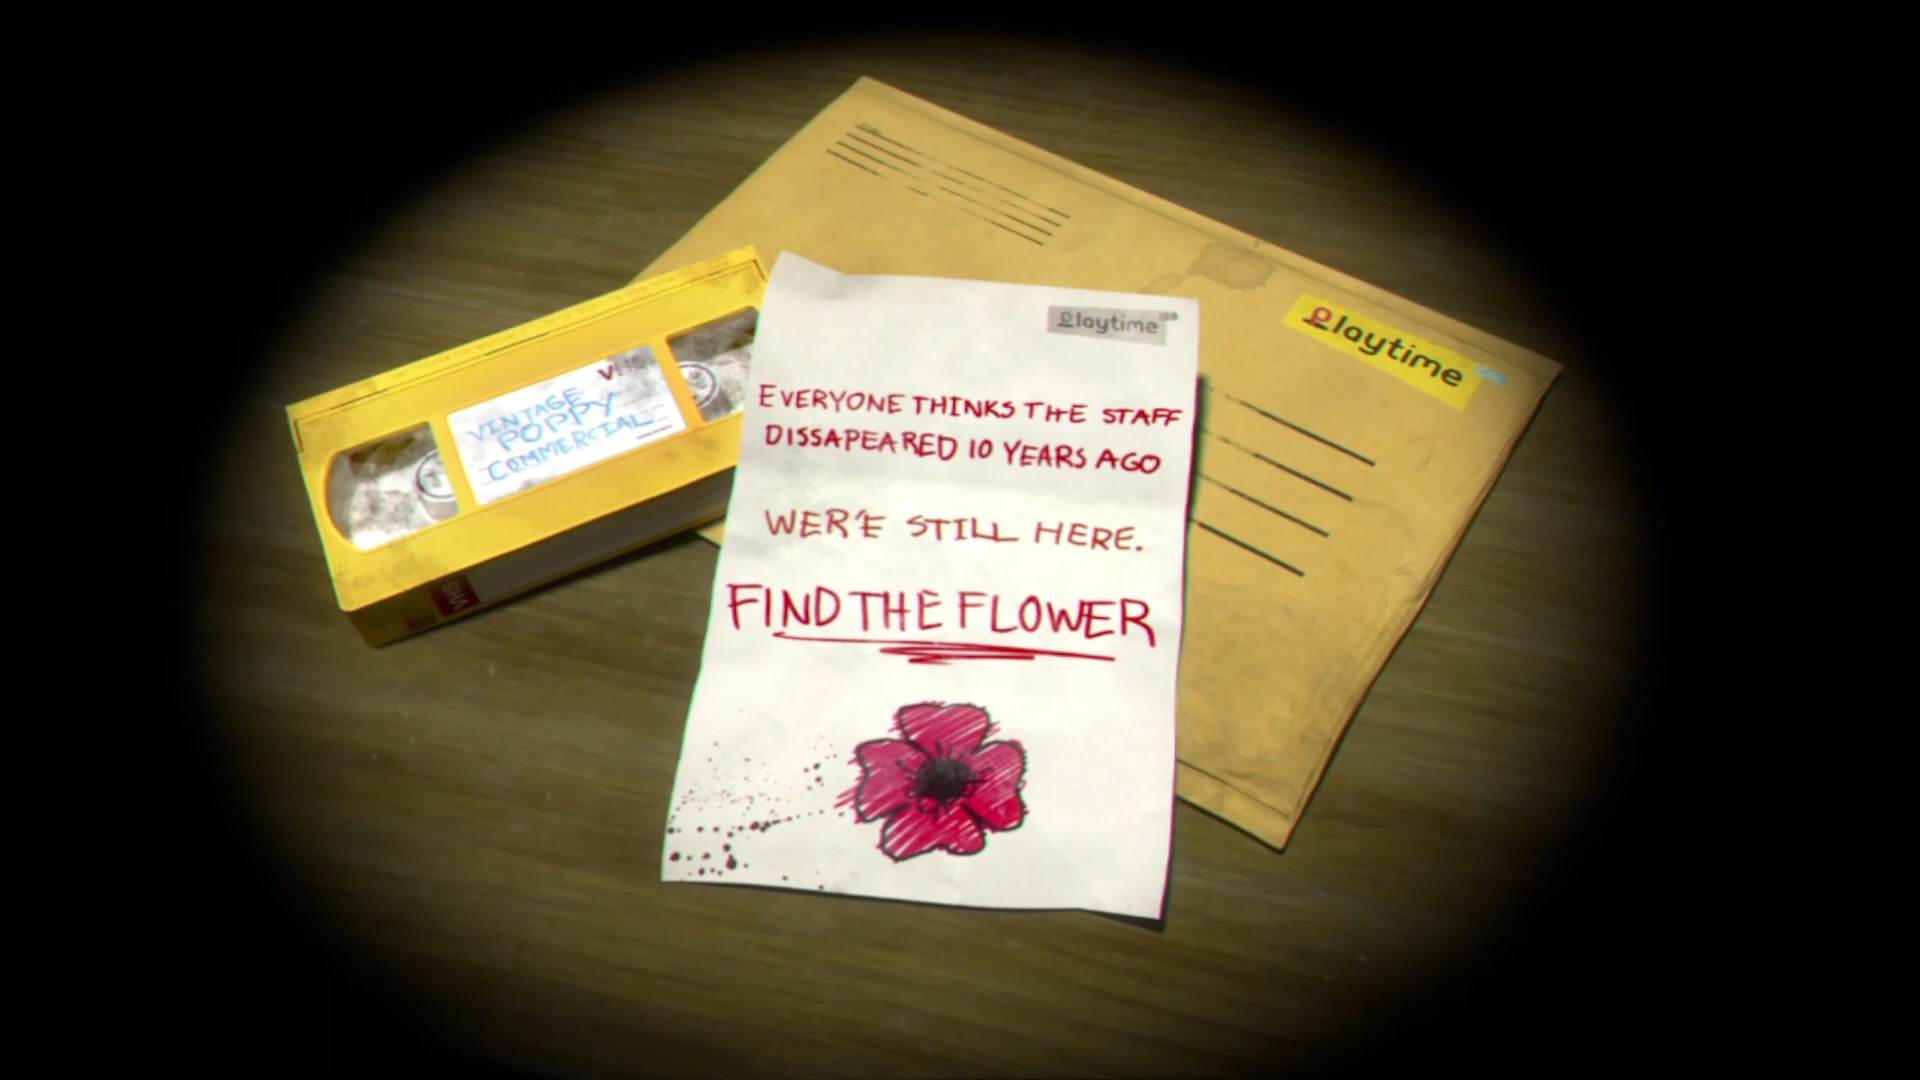 Playtime
Playtime
VHS
VINTAGE
POPPY
COMMERCIAL
VHS
EVERYONE THINKS THE STAFF
DISSAPEARED 10 YEARS AGO
WER'E STILL HERE.
FIND THE FLOWER